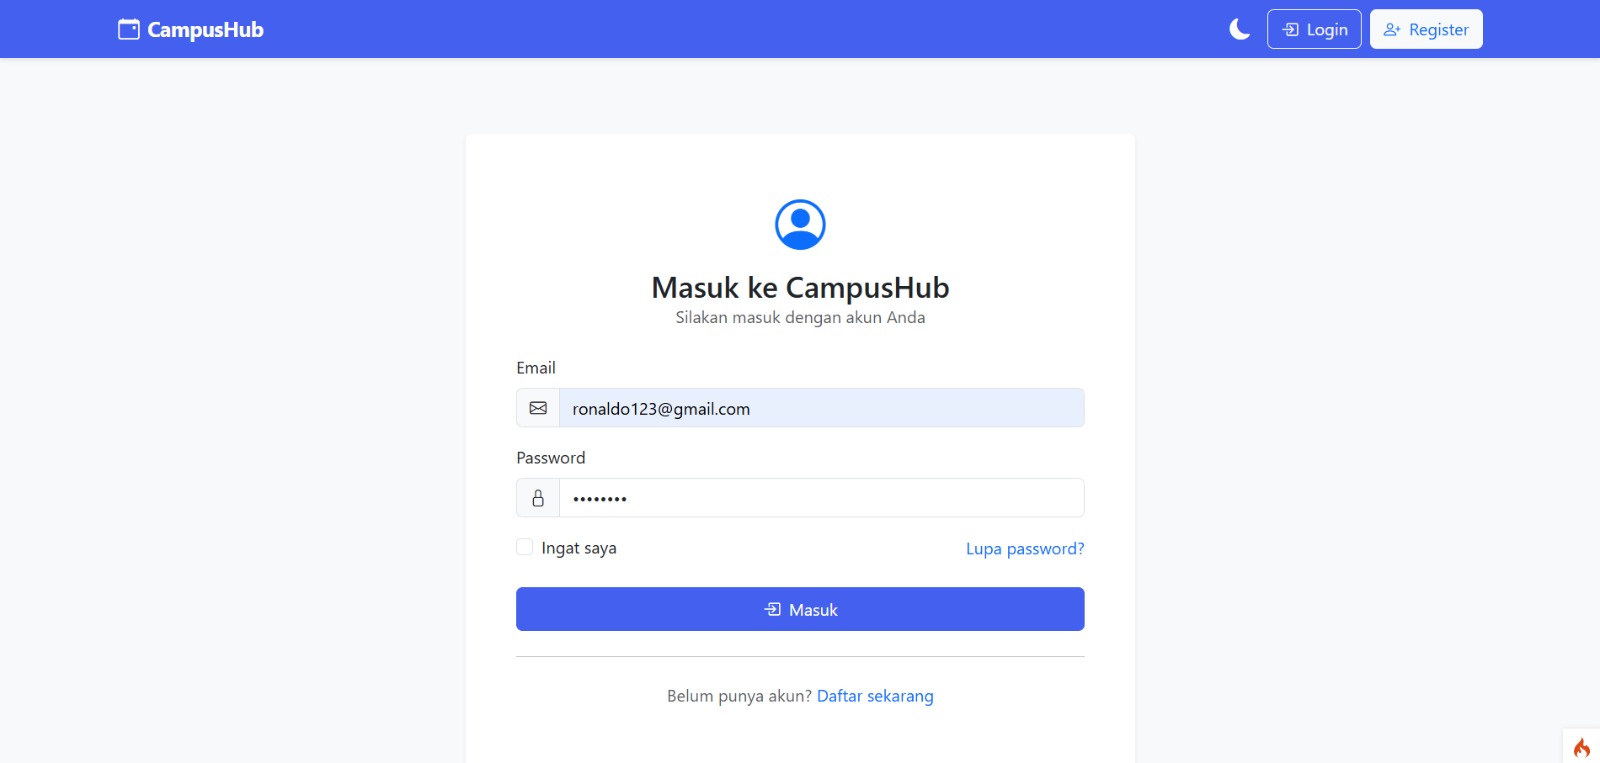 CampusHub
Login
Register
Masuk ke CampusHub
Silakan masuk dengan akun Anda
Email
ronaldo123@gmail.com
Password
••••••••
Ingat saya
Lupa password?
Masuk
Belum punya akun? Daftar sekarang